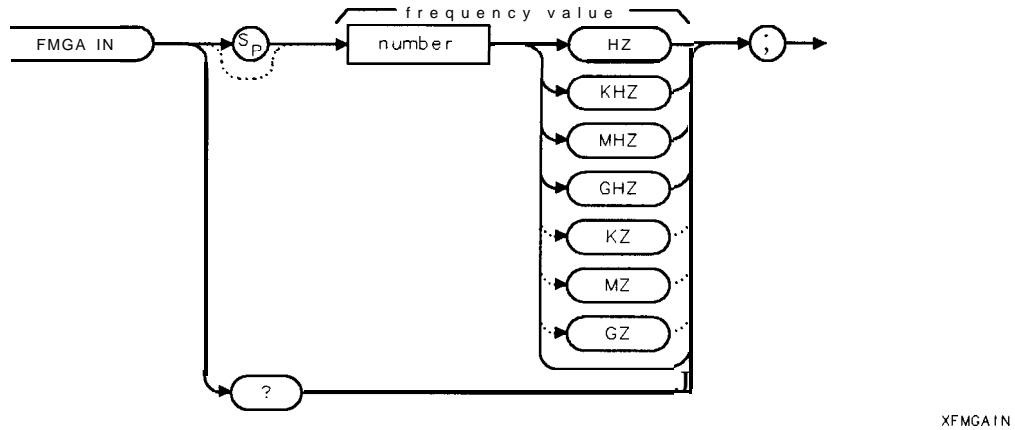 frequency value
FMGA IN
SP
number
HZ
;
KHZ
MHZ
GHZ
KZ
MZ
GZ
?
XFMGAIN